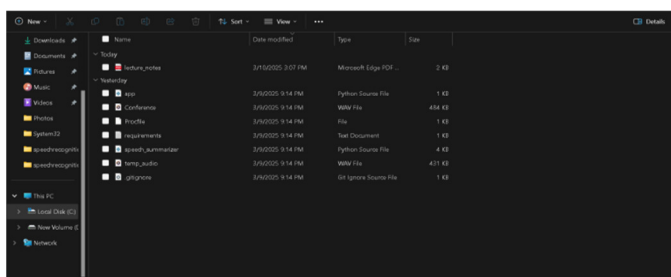 New
Sort
View
Details
Name Date modified Type Size
Downloads
Documents
Pictures
Music
Videos
Photos
System32
speechrecogniti
speechrecogniti
This PC
Local Disk (C:)
New Volume (
Network
Today
lecture_notes 3/10/2025 3:07 PM Microsoft Edge PDF ... 2 KB
Yesterday
app 3/9/2025 9:14 PM Python Source File 1 KB
Conference 3/9/2025 9:14 PM WAV File 484 KB
Procfile 3/9/2025 9:14 PM File 1 KB
requirements 3/9/2025 9:14 PM Text Document 1 KB
speech_summarizer 3/9/2025 9:14 PM Python Source File 4 KB
temp_audio 3/9/2025 9:14 PM WAV File 431 KB
gitignore 3/9/2025 9:14 PM Git Ignore Source File 1 KB